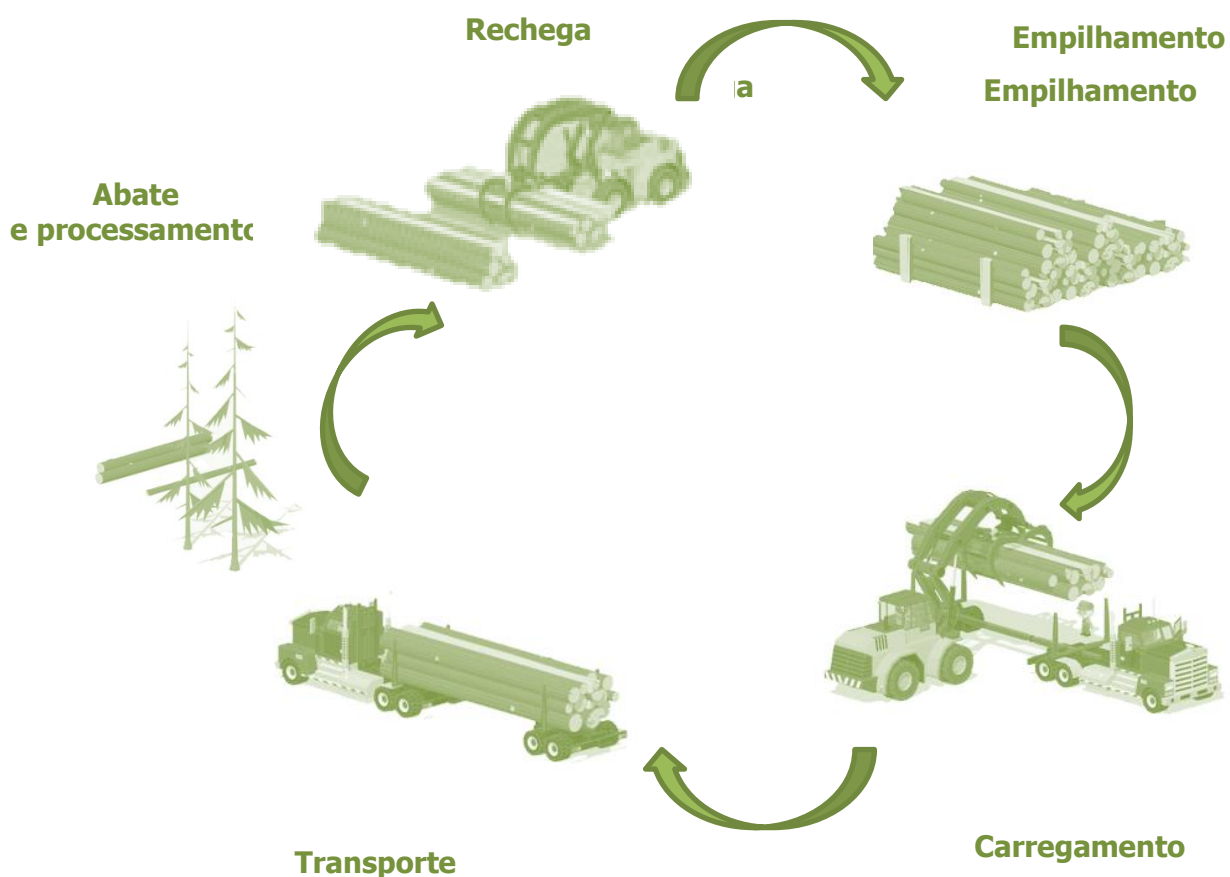 Rechega
Empilhamento
Empilhamento
Abate
e processamento
Carregamento
Transporte